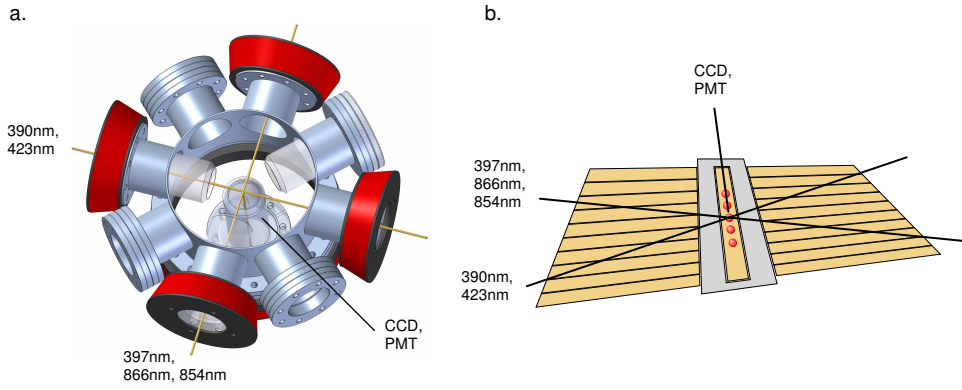 a.
390nm,
423nm
CCD,
PMT
397nm,
866nm, 854nm
b.
CCD,
PMT
397nm,
866nm,
854nm
390nm,
423nm